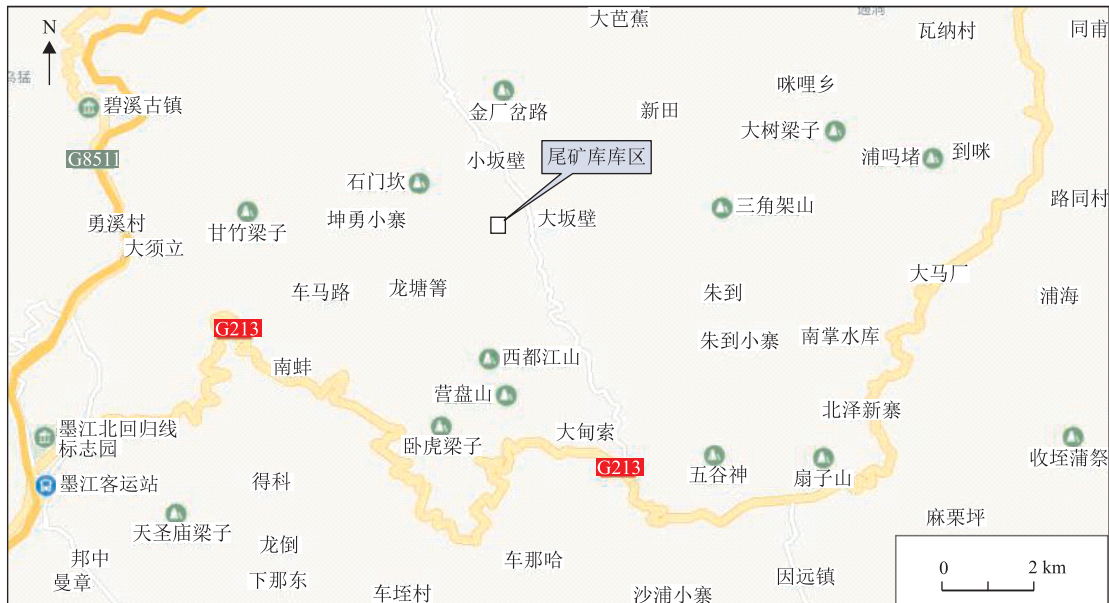 大芭蕉
瓦纳村
同甫
N
咪哩乡
碧溪古镇
金厂岔路
新田
大树梁子
G8511
小坂壁
尾矿库库区
浦吗堵
到咪
石门坎
路同村
勇溪村
甘竹梁子
坤勇小寨
大坂壁
三角架山
大须立
大马厂
车马路
龙塘箐
朱到
浦海
G213
朱到小寨
南掌水库
南蚌
西都江山
营盘山
北泽新寨
墨江北回归线
标志园
卧虎梁子
大甸索
收垤蒲祭
G213
五谷神
扇子山
墨江客运站
得科
天圣庙梁子
麻栗坪
龙倒
邦中
车那哈
曼章
下那东
因远镇
车垤村
沙浦小寨
0
2 km